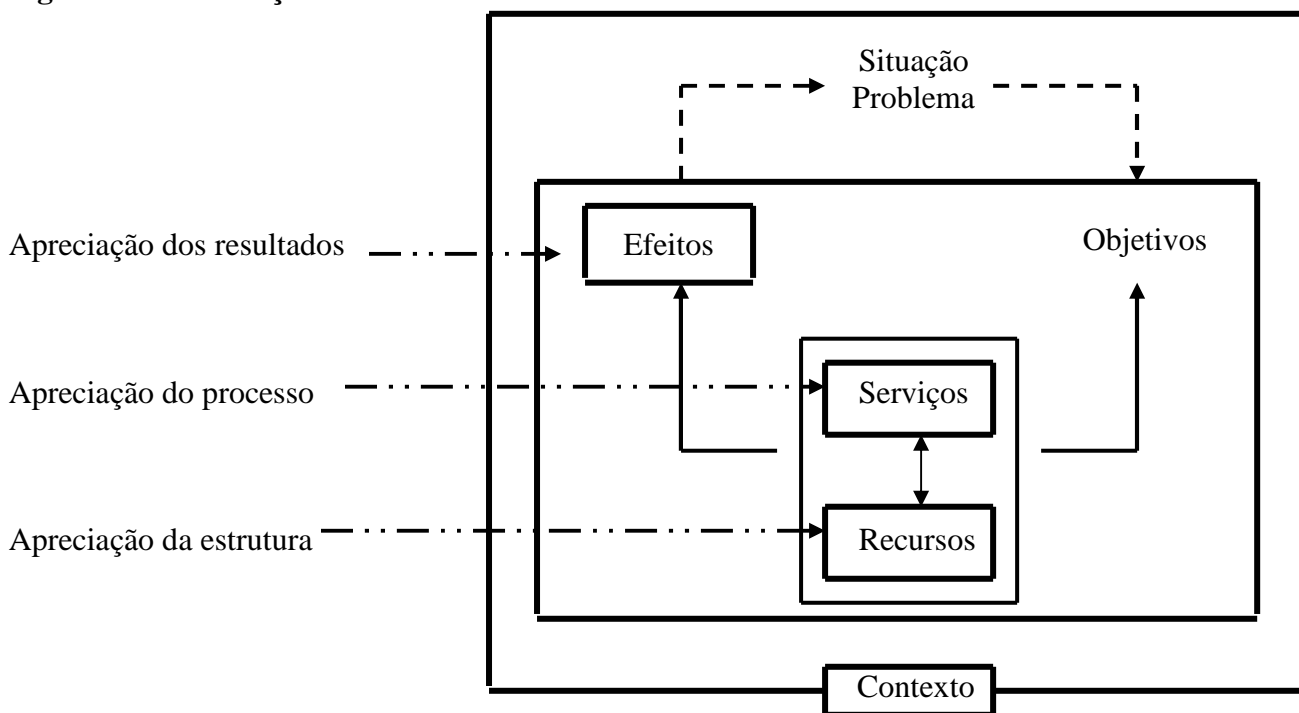 Situação
Problema
Apreciação dos resultados
Efeitos
Objetivos
Apreciação do processo
Serviços
Apreciação da estrutura
Recursos
Contexto